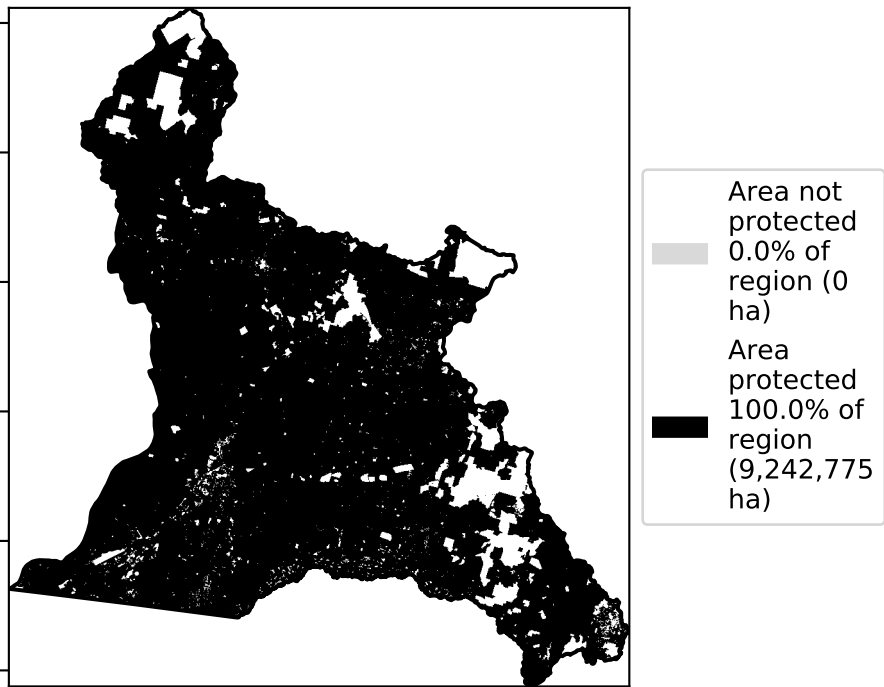 Area not
protected
0.0% of
region (0
ha)
Area
protected
100.0% of
region
(9,242,775
ha)